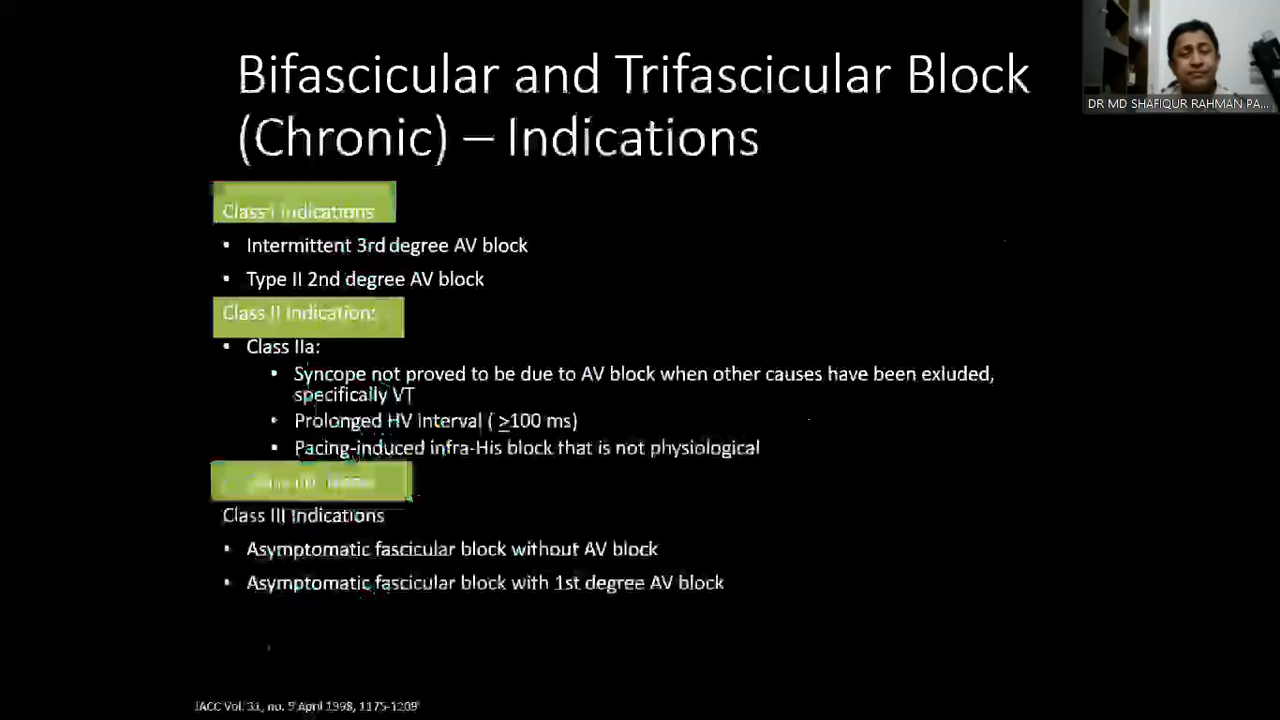 Bifascicular and Trifascicular Block
(Chronic) – Indications
DR MD SHAFIQUR RAHMAN PA...
Class I Indications
• Intermittent 3rd degree AV block
• Type II 2nd degree AV block
Class II Indications
• Class IIa:
• Syncope not proved to be due to AV block when other causes have been exluded,
specifically VT
• Prolonged HV interval ( ≥100 ms)
• Pacing-induced infra-His block that is not physiological
Class III Indications
• Asymptomatic fascicular block without AV block
• Asymptomatic fascicular block with 1st degree AV block
JACC Vol. 31, no. 5 April 1998, 1175-1209